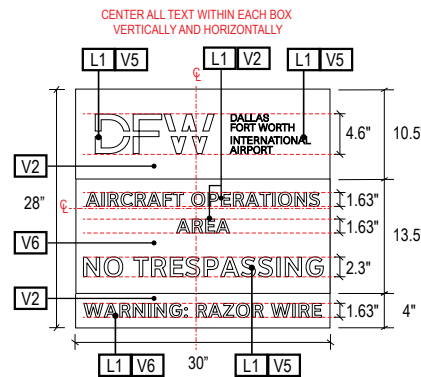 CENTER ALL TEXT WITHIN EACH BOX
VERTICALLY AND HORIZONTALLY
L1 V5
L1 V2
L1 V5
℄
DFW
DALLAS
FORT WORTH
INTERNATIONAL
AIRPORT
4.6"
10.5
V2
28"
℄
AIRCRAFT OPERATIONS
1.63"
AREA
1.63"
V6
13.5
NO TRESPASSING
2.3"
V2
WARNING: RAZOR WIRE
1.63"
4"
L1 V6
30"
L1 V5